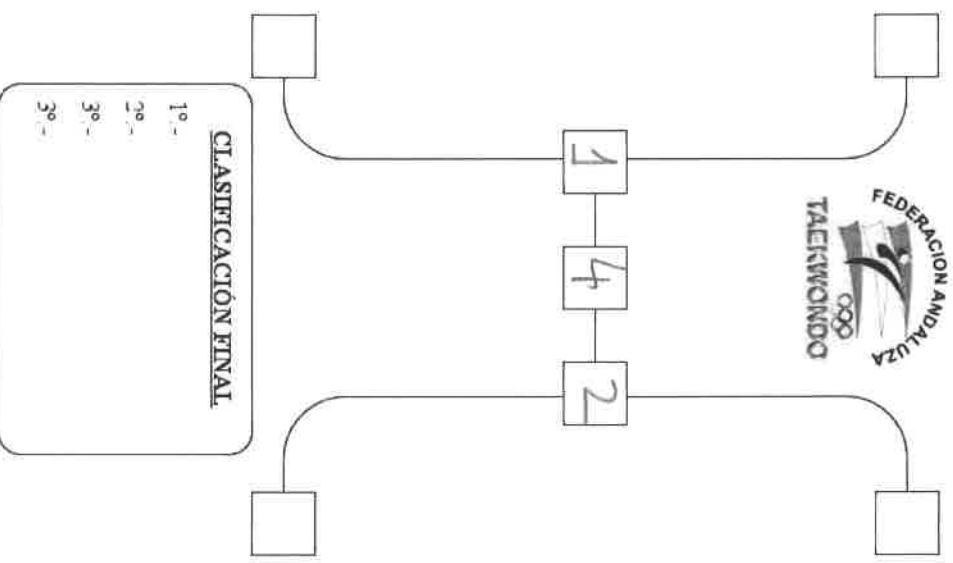 FEDERACION ANDALUZA
TAEKWONDO
1
4
2
CLASIFICACIÓN FINAL
1º.-
2º.-
3º.-
3º.-